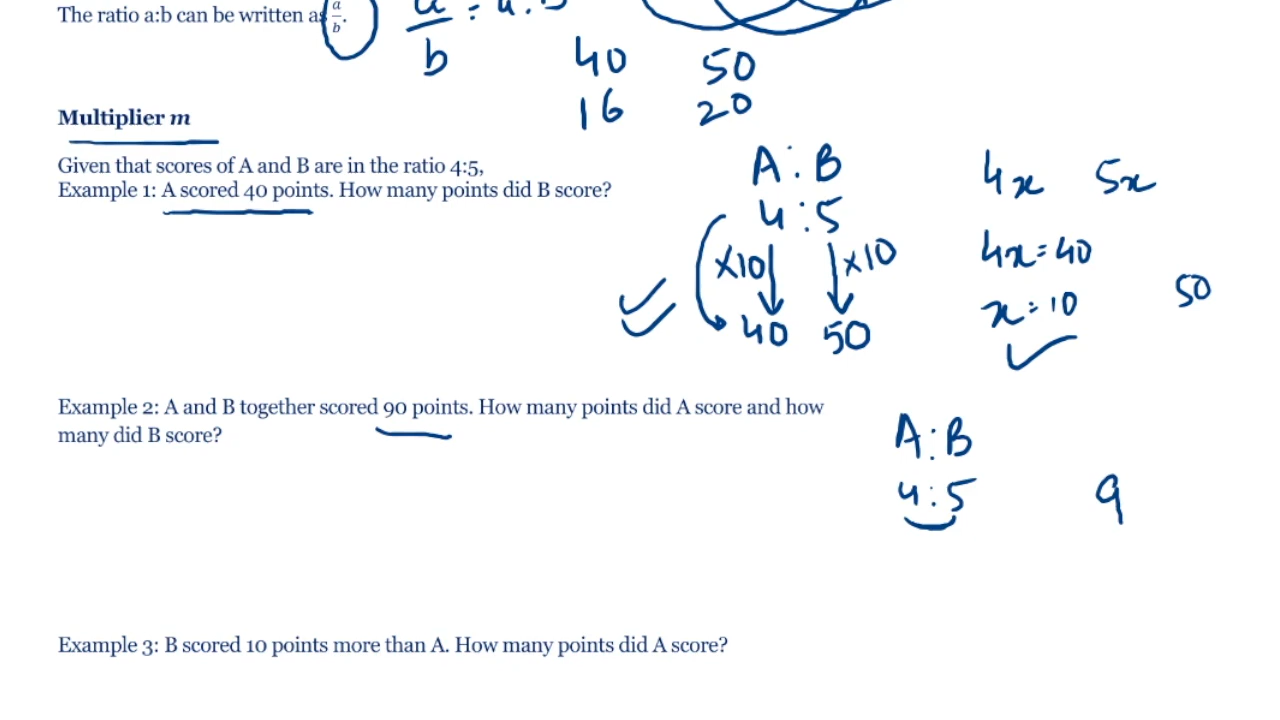 The ratio a:b can be written as a/b.
a/b = a:b
40 50
16 20
Multiplier m
Given that scores of A and B are in the ratio 4:5,
Example 1: A scored 40 points. How many points did B score?
A:B
4:5
×10 ×10
40 50
4x 5x
4x=40
x=10
50
Example 2: A and B together scored 90 points. How many points did A score and how
many did B score?
A:B
4:5 9
Example 3: B scored 10 points more than A. How many points did A score?